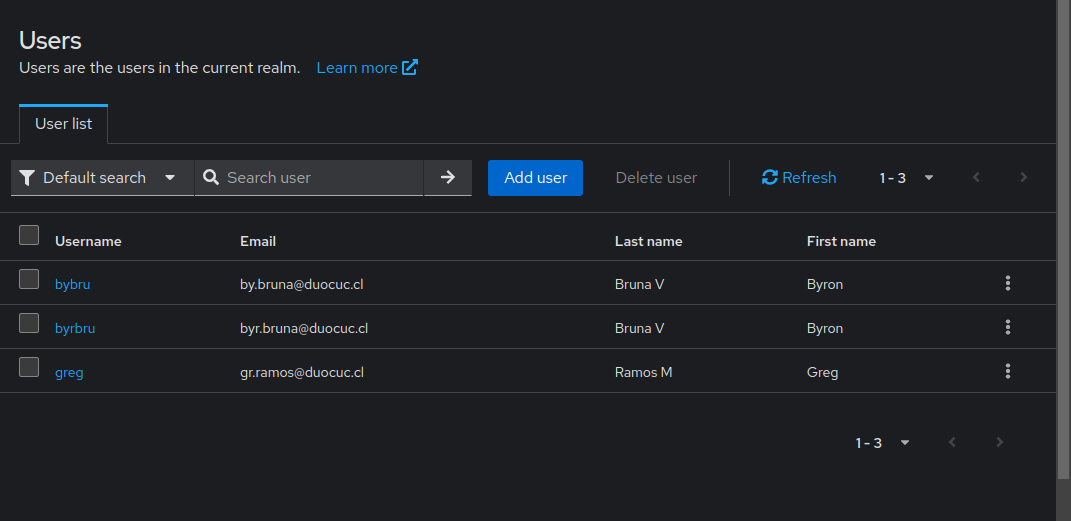 Users
Users are the users in the current realm. Learn more
User list
Default search Search user Add user Delete user Refresh 1 - 3
Username Email Last name First name
bybru by.bruna@duocuc.cl Bruna V Byron
byrbru byr.bruna@duocuc.cl Bruna V Byron
greg gr.ramos@duocuc.cl Ramos M Greg
1 - 3